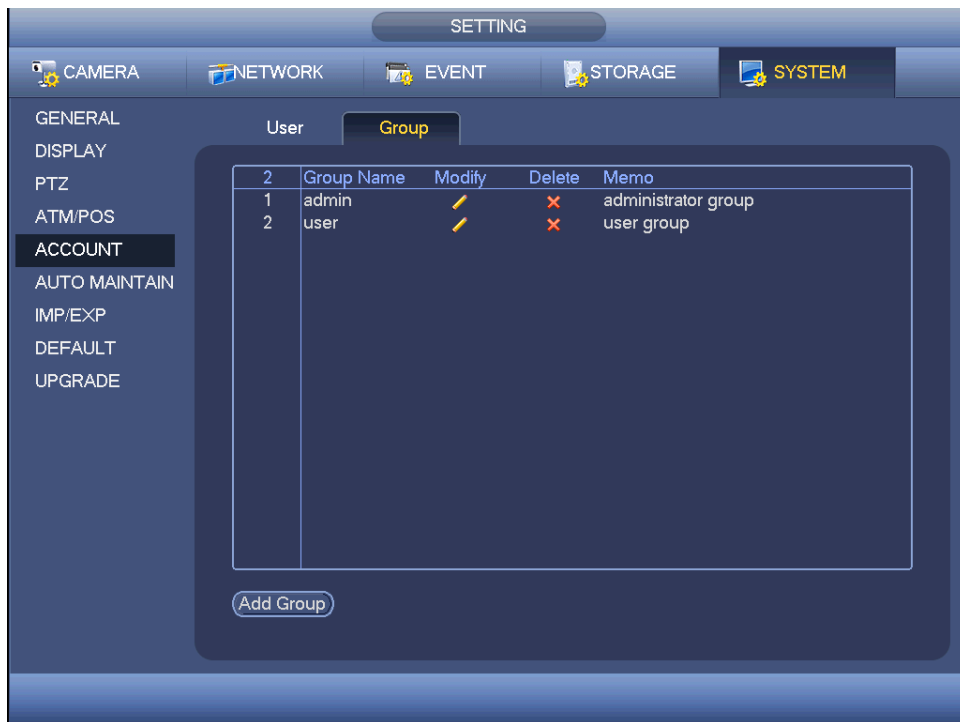 SETTING
CAMERA NETWORK EVENT STORAGE SYSTEM
GENERAL
DISPLAY
PTZ
ATM/POS
ACCOUNT
AUTO MAINTAIN
IMP/EXP
DEFAULT
UPGRADE
User Group
2 Group Name Modify Delete Memo
1 admin administrator group
2 user user group
Add Group